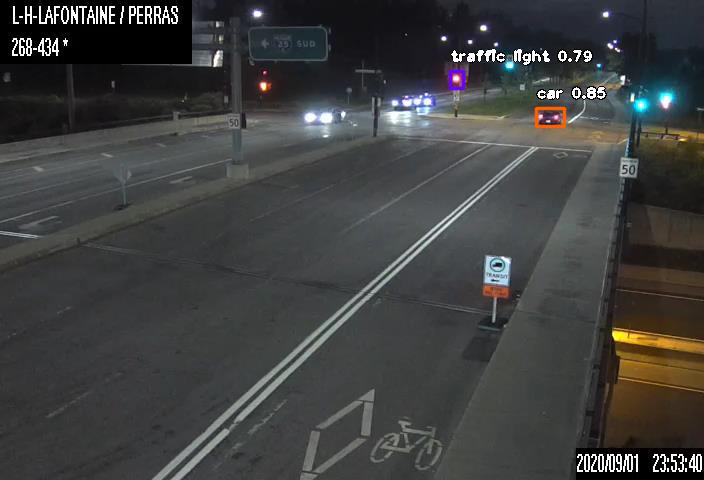 L-H-LAFONTAINE / PERRAS
268-434 *
25 SUD
traffic light 0.79
car 0.85
50
50
TRANSIT
2020/09/01 23:53:40